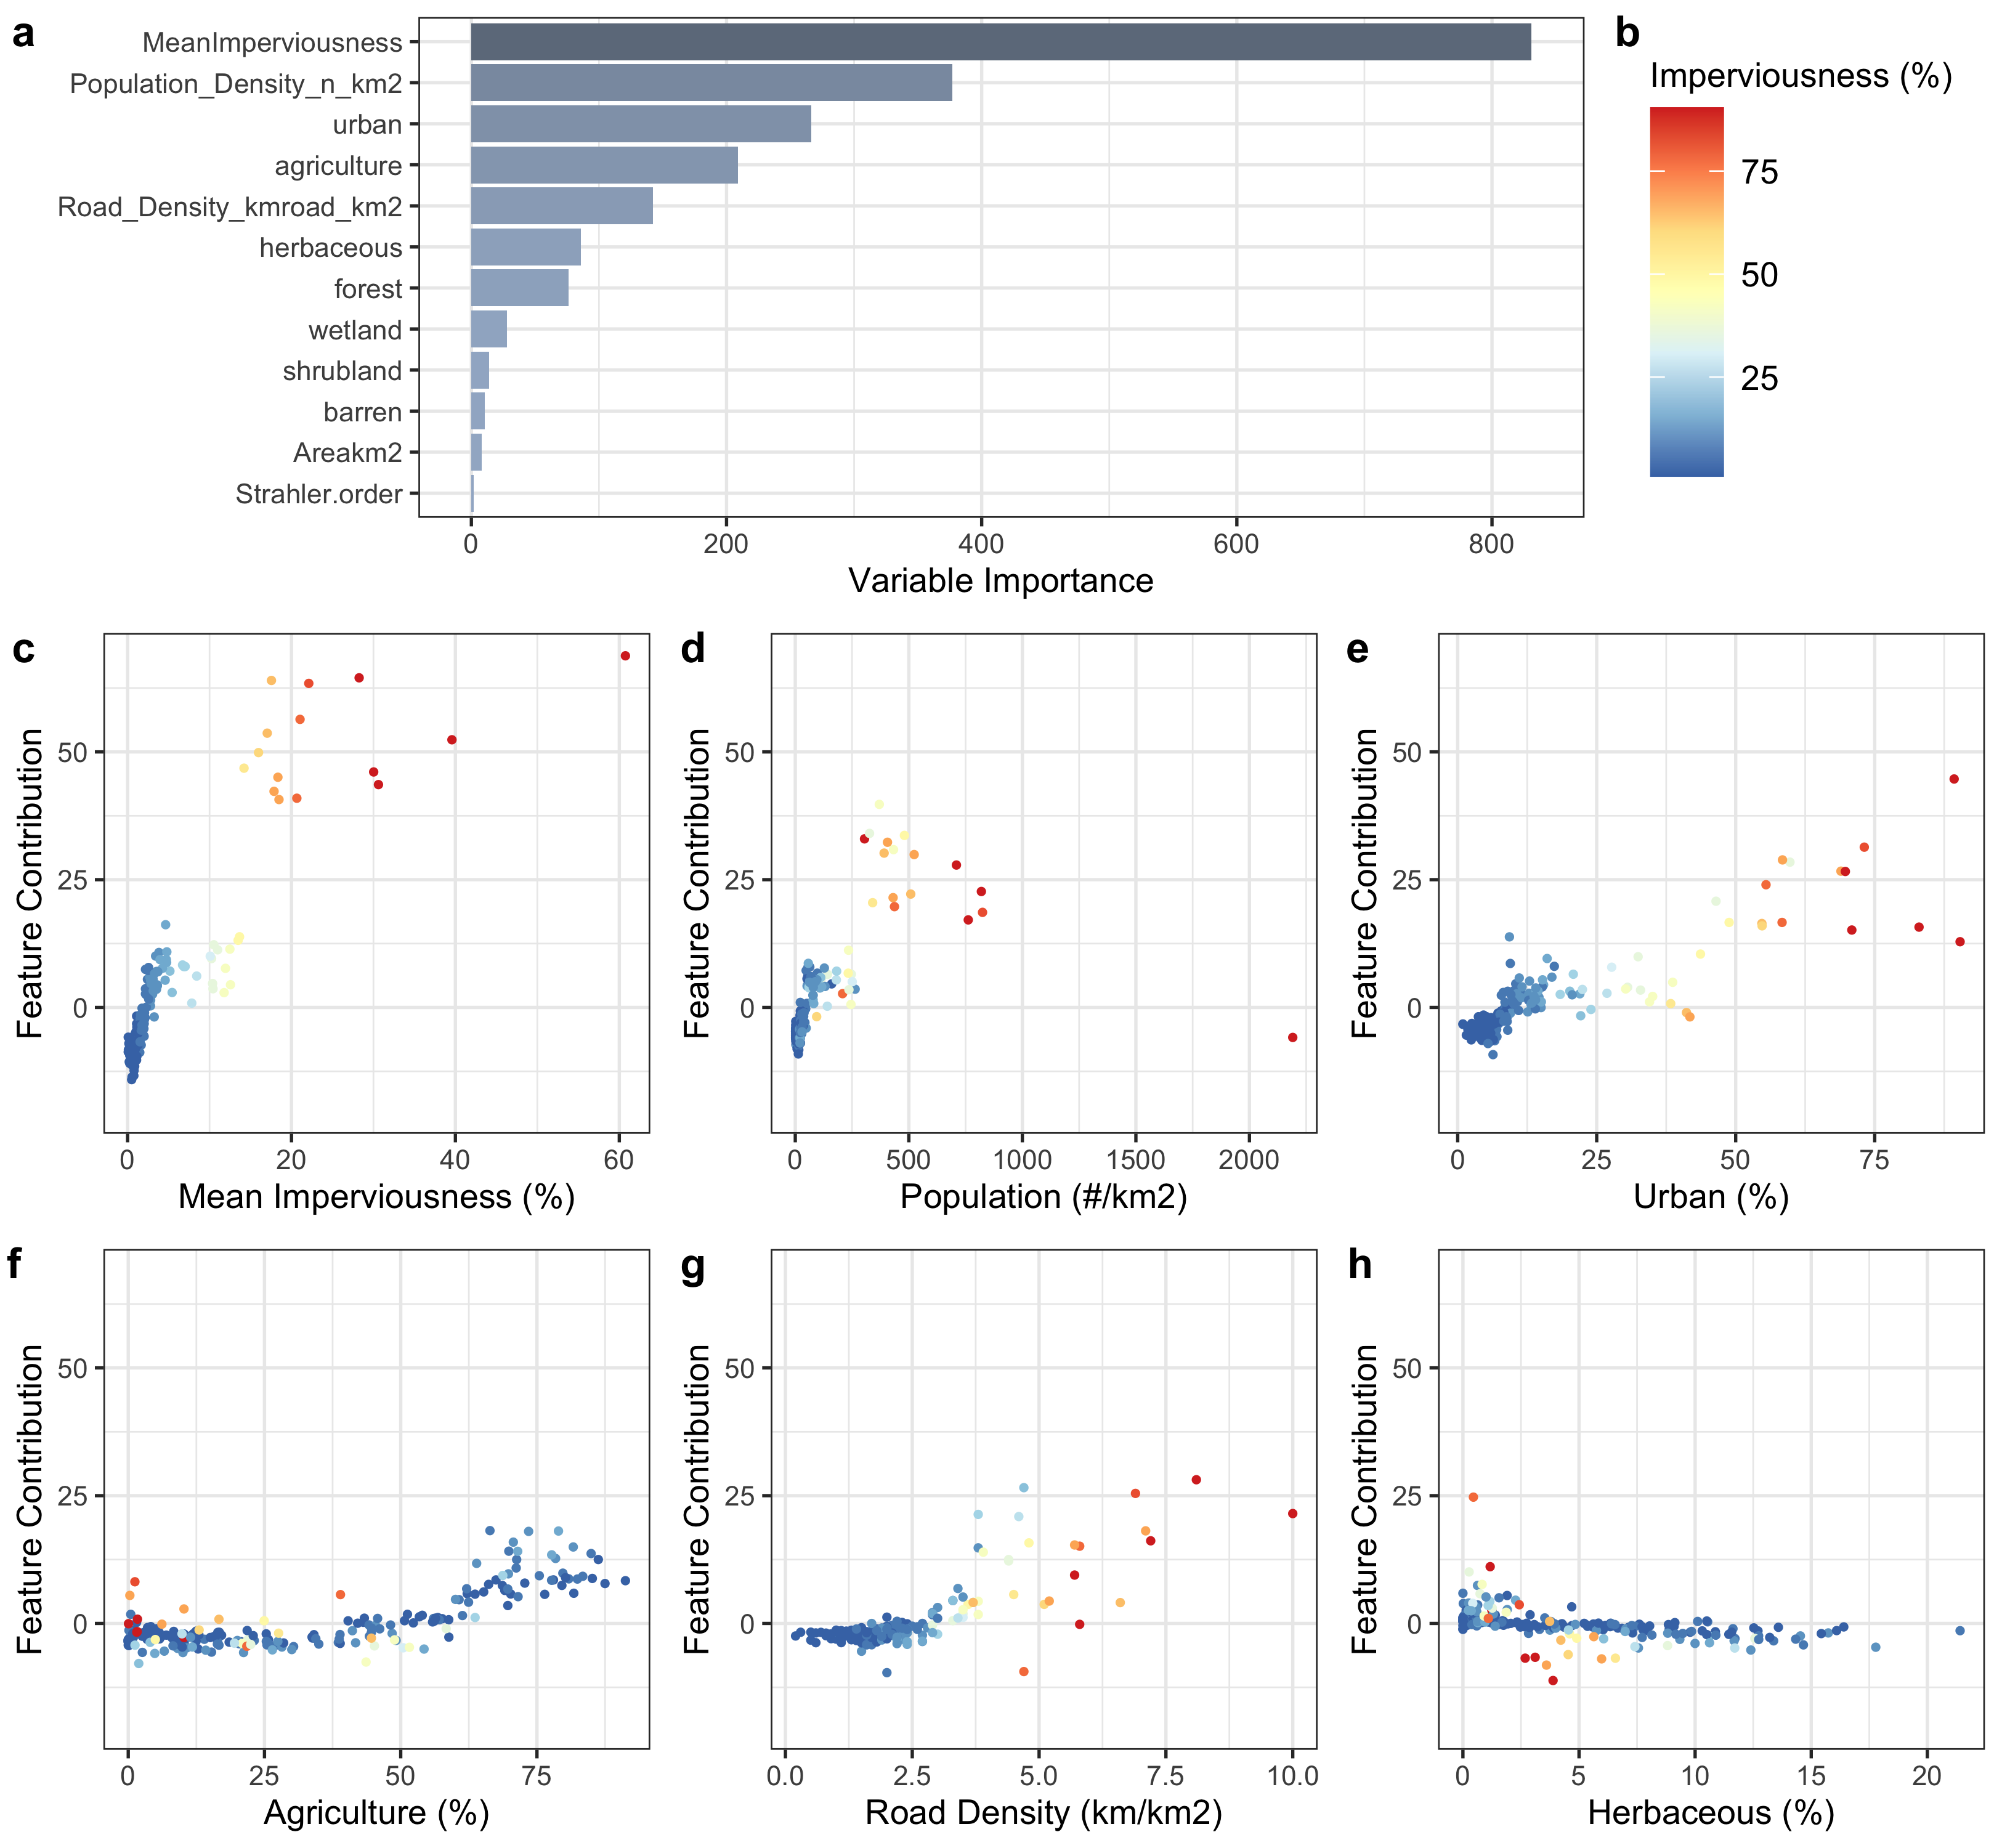 a
MeanImperviousness
Population_Density_n_km2
urban
agriculture
Road_Density_kmroad_km2
herbaceous
forest
wetland
shrubland
barren
Areakm2
Strahler.order
0 200 400 600 800
Variable Importance
b
Imperviousness (%)
75
50
25
c
Feature Contribution
50
25
0
0 20 40 60
Mean Imperviousness (%)
d
Feature Contribution
50
25
0
0 500 1000 1500 2000
Population (#/km2)
e
Feature Contribution
50
25
0
0 25 50 75
Urban (%)
f
Feature Contribution
50
25
0
0 25 50 75
Agriculture (%)
g
Feature Contribution
50
25
0
0.0 2.5 5.0 7.5 10.0
Road Density (km/km2)
h
Feature Contribution
50
25
0
0 5 10 15 20
Herbaceous (%)